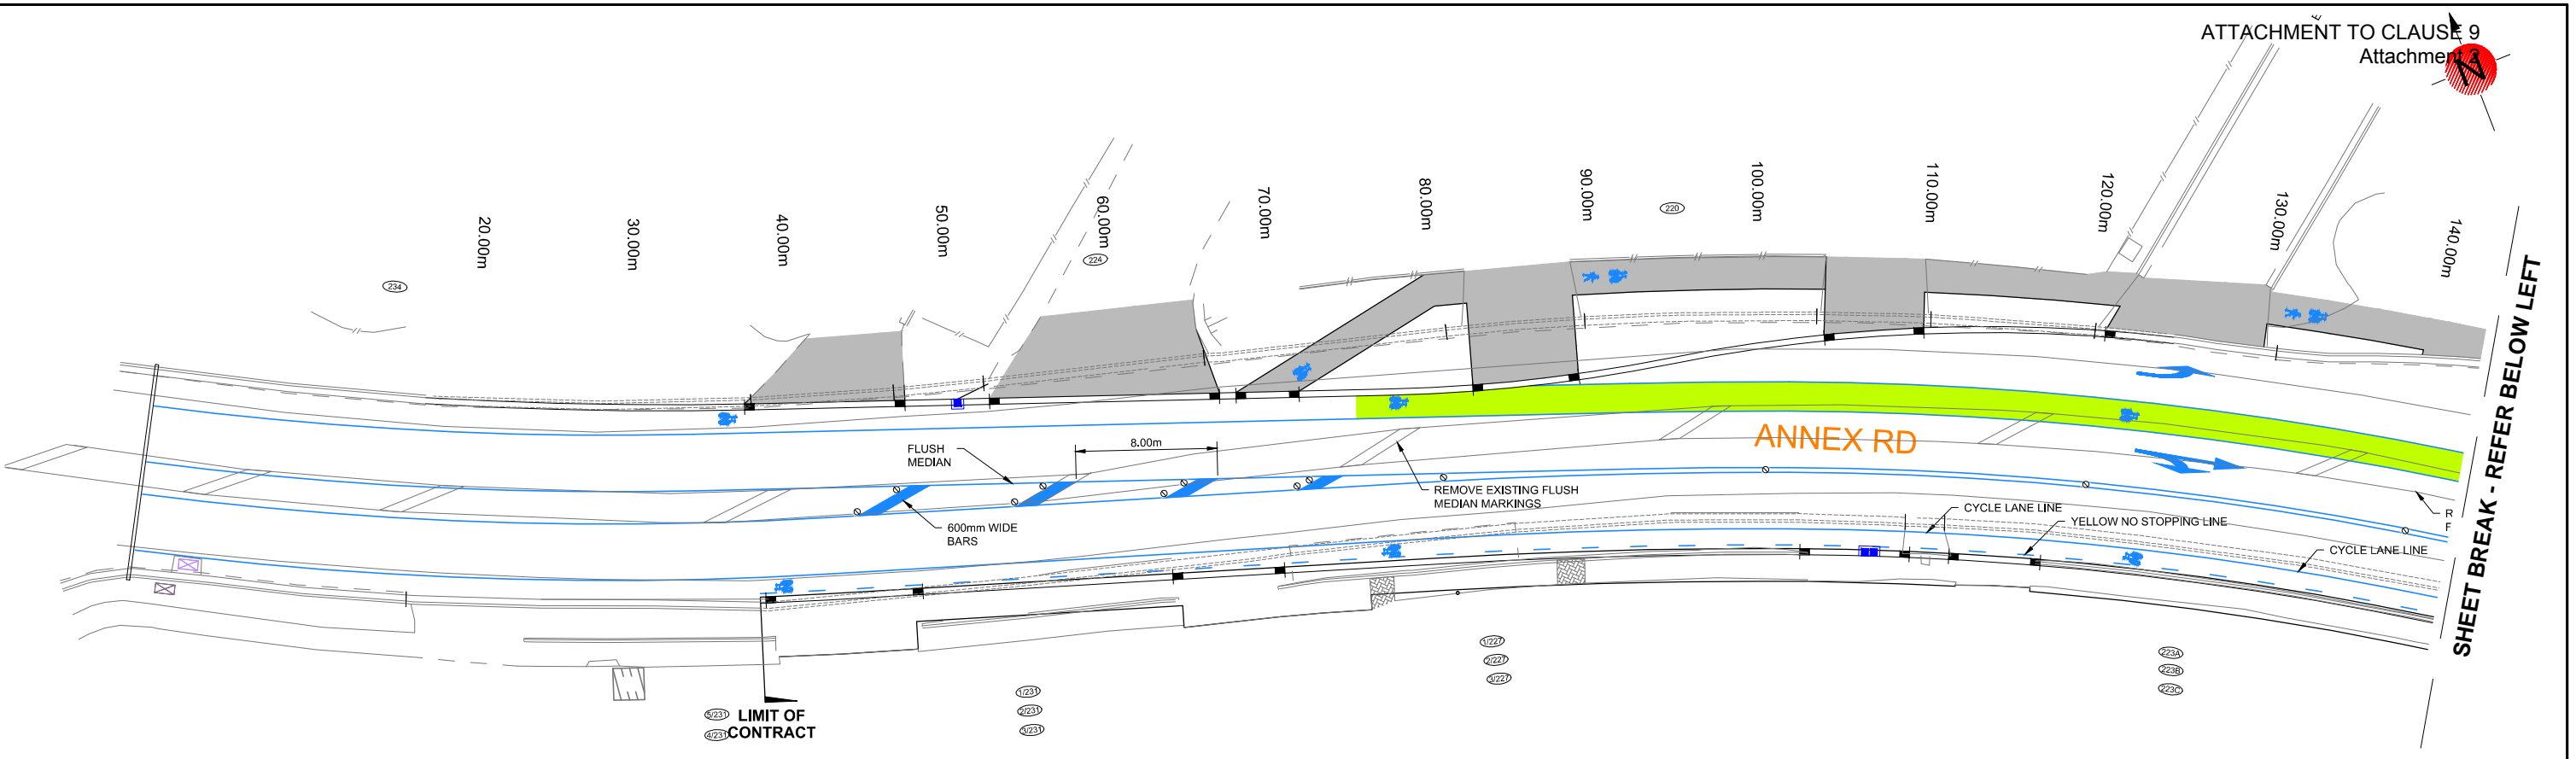 ATTACHMENT TO CLAUSE 9
Attachment 2
N
20.00m
30.00m
40.00m
50.00m
60.00m
70.00m
80.00m
90.00m
100.00m
110.00m
120.00m
130.00m
140.00m
234
224
220
FLUSH
MEDIAN
8.00m
600mm WIDE
BARS
REMOVE EXISTING FLUSH
MEDIAN MARKINGS
ANNEX RD
CYCLE LANE LINE
YELLOW NO STOPPING LINE
CYCLE LANE LINE
R
F
SHEET BREAK - REFER BELOW LEFT
5/231
4/231
LIMIT OF
CONTRACT
1/231
2/231
3/231
1/227
2/227
3/227
223A
223B
223C